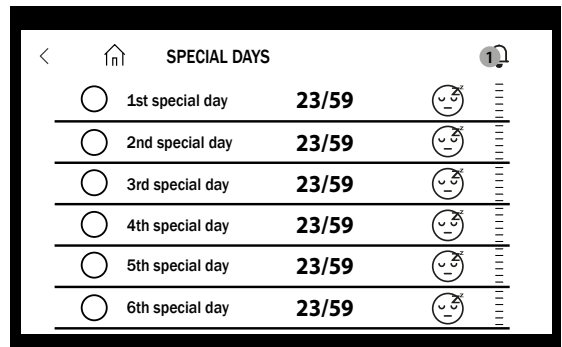 SPECIAL DAYS 1
1st special day 23/59
2nd special day 23/59
3rd special day 23/59
4th special day 23/59
5th special day 23/59
6th special day 23/59